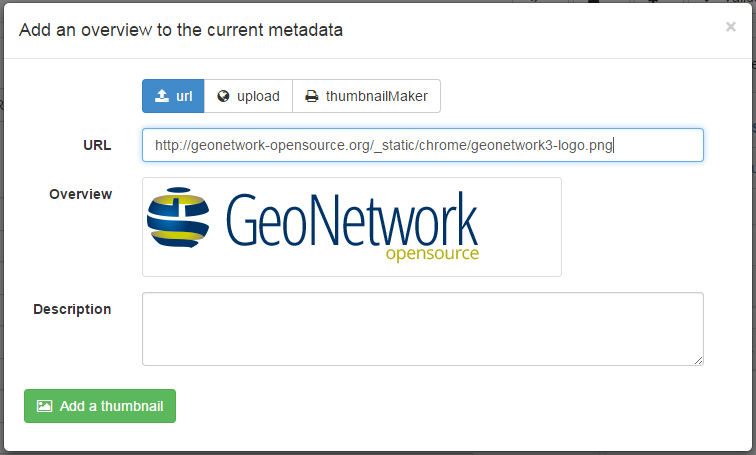 Add an overview to the current metadata ×
url upload thumbnailMaker
URL http://geonetwork-opensource.org/_static/chrome/geonetwork3-logo.png
Overview
GeoNetwork
opensource
Description
Add a thumbnail